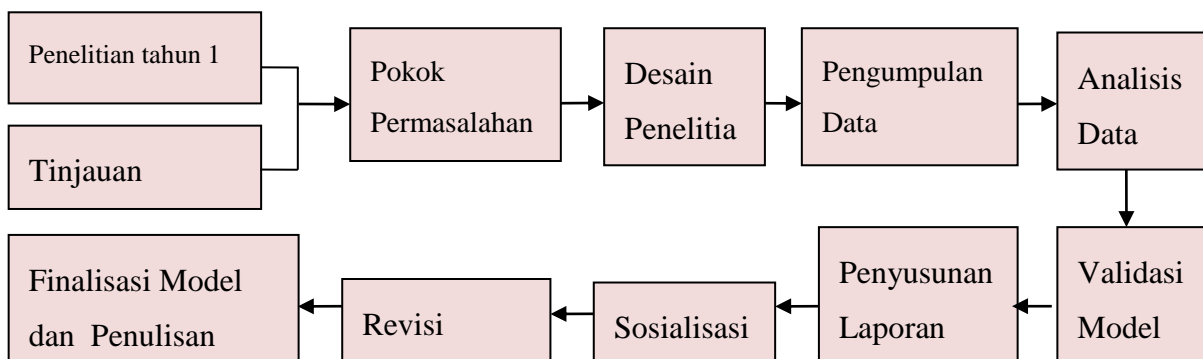 Penelitian tahun 1
Tinjauan
Pokok
Permasalahan
Desain
Penelitia
Pengumpulan
Data
Analisis
Data
Validasi
Model
Penyusunan
Laporan
Sosialisasi
Revisi
Finalisasi Model
dan Penulisan